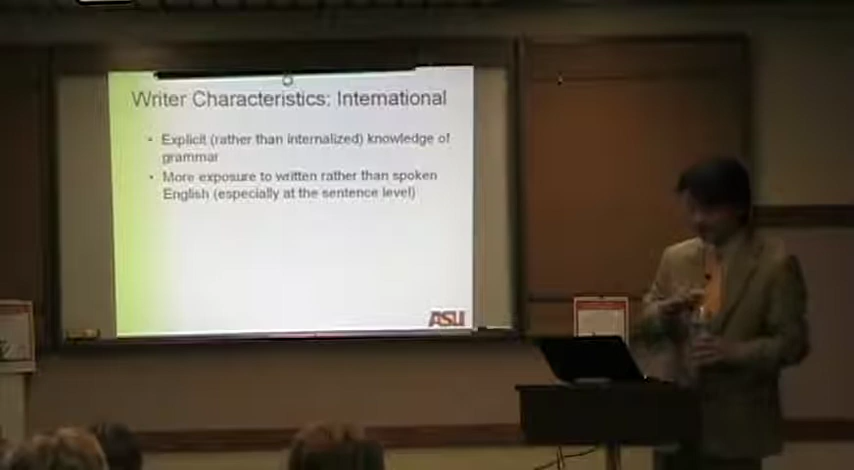 Writer Characteristics: International
• Explicit (rather than internalized) knowledge of
grammar
• More exposure to written rather than spoken
English (especially at the sentence level)
ASU